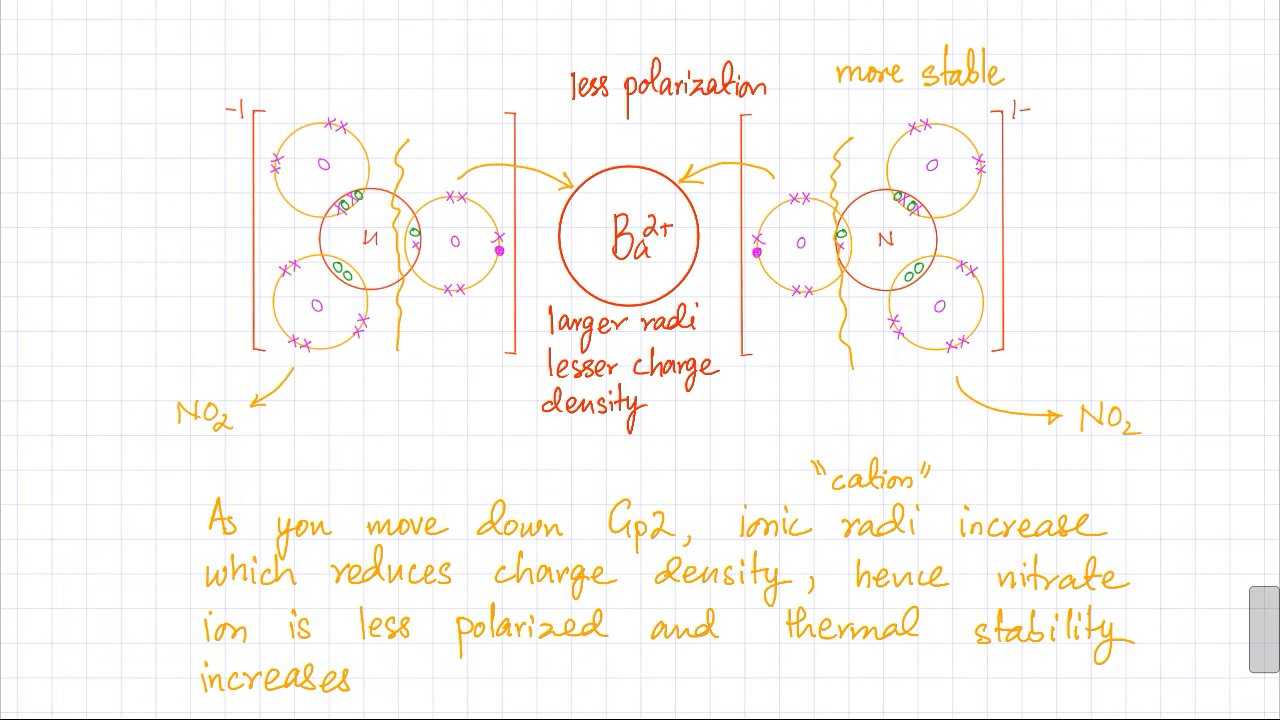 less polarization
more stable
-1
1-
O
O
N
O
O
Ba2+
O
N
O
O
larger radi
lesser charge
density
NO2
NO2
"cation"
As you move down Gp2, ionic radi increase
which reduces charge density, hence nitrate
ion is less polarized and thermal stability
increases